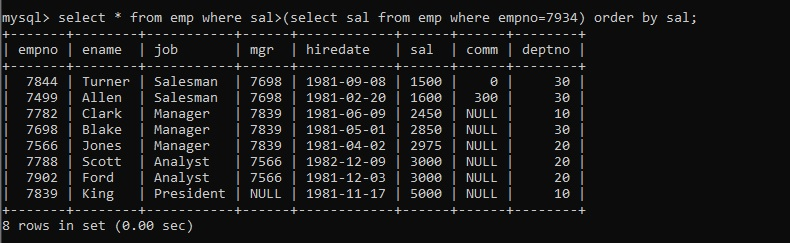 mysql> select * from emp where sal>(select sal from emp where empno=7934) order by sal;
+-------+--------+-----------+------+------------+------+------+--------+
| empno | ename  | job       | mgr  | hiredate   | sal  | comm | deptno |
+-------+--------+-----------+------+------------+------+------+--------+
|  7844 | Turner | Salesman  | 7698 | 1981-09-08 | 1500 |    0 |     30 |
|  7499 | Allen  | Salesman  | 7698 | 1981-02-20 | 1600 |  300 |     30 |
|  7782 | Clark  | Manager   | 7839 | 1981-06-09 | 2450 | NULL |     10 |
|  7698 | Blake  | Manager   | 7839 | 1981-05-01 | 2850 | NULL |     30 |
|  7566 | Jones  | Manager   | 7839 | 1981-04-02 | 2975 | NULL |     20 |
|  7788 | Scott  | Analyst   | 7566 | 1982-12-09 | 3000 | NULL |     20 |
|  7902 | Ford   | Analyst   | 7566 | 1981-12-03 | 3000 | NULL |     20 |
|  7839 | King   | President | NULL | 1981-11-17 | 5000 | NULL |     10 |
+-------+--------+-----------+------+------------+------+------+--------+
8 rows in set (0.00 sec)